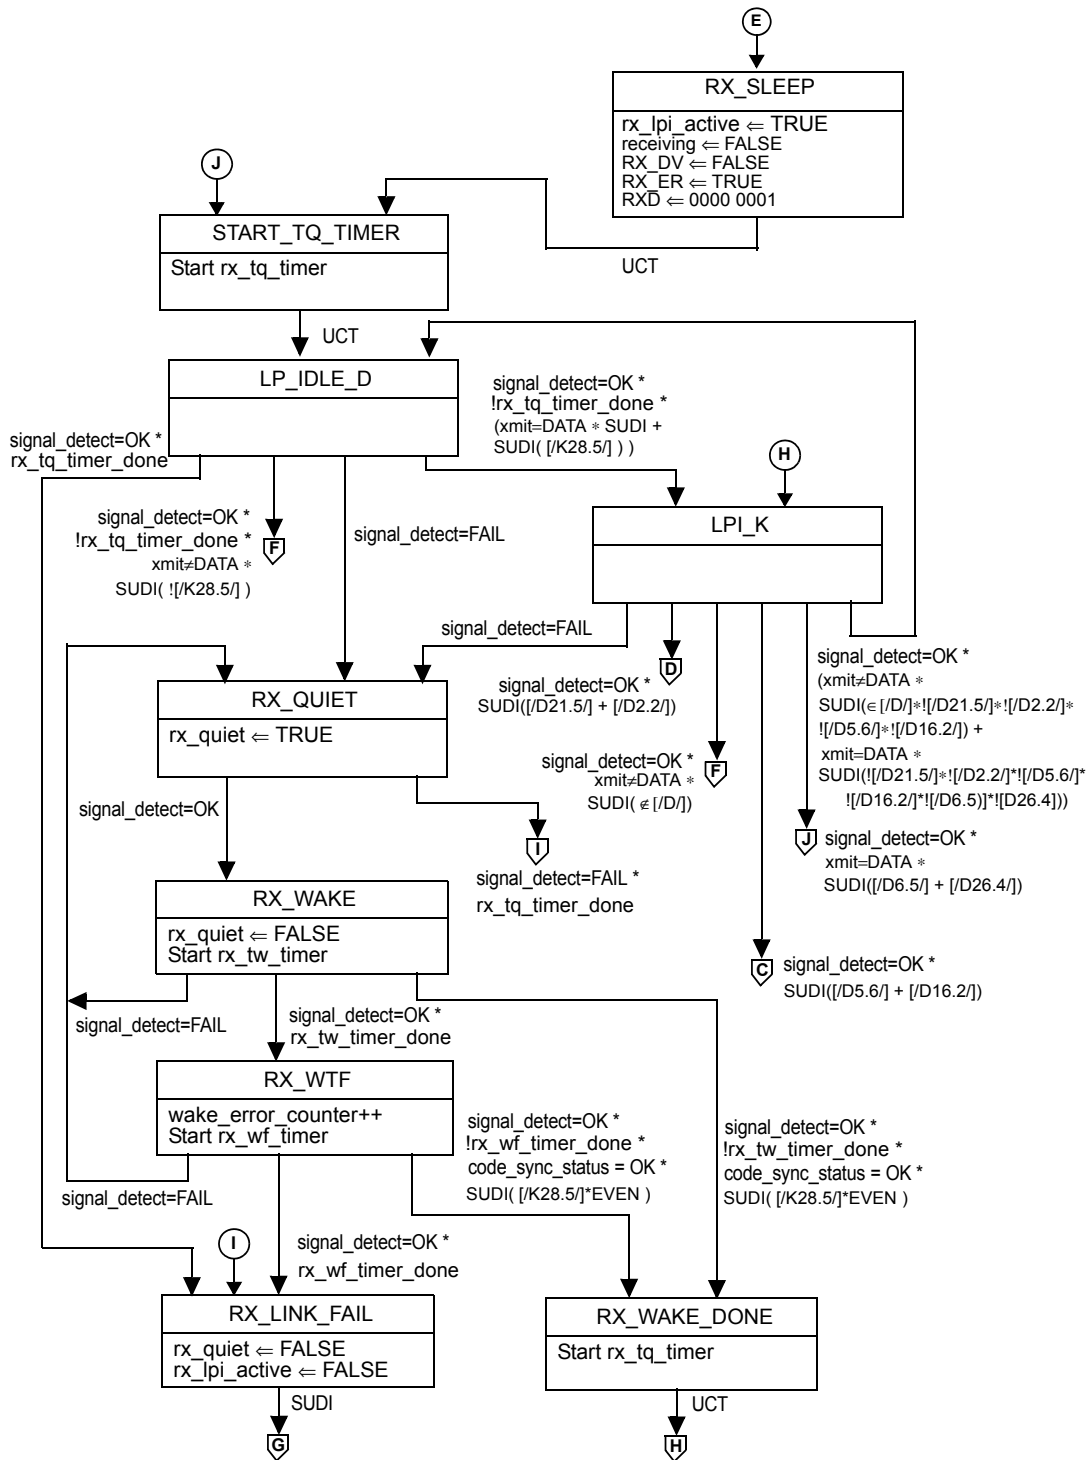 E
RX_SLEEP
rx_lpi_active ⇐ TRUE
receiving ⇐ FALSE
RX_DV ⇐ FALSE
RX_ER ⇐ TRUE
RXD ⇐ 0000 0001
UCT
J
START_TQ_TIMER
Start rx_tq_timer
UCT
LP_IDLE_D
signal_detect=OK *
rx_tq_timer_done
signal_detect=OK *
!rx_tq_timer_done *
xmit≠DATA *
SUDI( ![/K28.5/] )
F
signal_detect=FAIL
signal_detect=OK *
!rx_tq_timer_done *
(xmit=DATA * SUDI +
SUDI( [/K28.5/] ) )
H
LPI_K
signal_detect=FAIL
signal_detect=OK *
SUDI([/D21.5/] + [/D2.2/])
D
signal_detect=OK *
xmit≠DATA *
SUDI( ∉[/D/])
F
signal_detect=OK *
SUDI([/D5.6/] + [/D16.2/])
C
signal_detect=OK *
xmit=DATA *
SUDI([/D6.5/] + [/D26.4/])
J
signal_detect=OK *
(xmit≠DATA *
SUDI(∈[/D/]*![/D21.5/]*![/D2.2/]*
![/D5.6/]*![/D16.2/]) +
xmit=DATA *
SUDI(![/D21.5/]*![/D2.2/]*![/D5.6/]*
![/D16.2/]*![/D6.5)]*![D26.4]))
RX_QUIET
rx_quiet ⇐ TRUE
signal_detect=OK
I
signal_detect=FAIL *
rx_tq_timer_done
RX_WAKE
rx_quiet ⇐ FALSE
Start rx_tw_timer
signal_detect=FAIL
signal_detect=OK *
rx_tw_timer_done
signal_detect=OK *
!rx_tw_timer_done *
code_sync_status = OK *
SUDI( [/K28.5/]*EVEN )
RX_WTF
wake_error_counter++
Start rx_wf_timer
signal_detect=FAIL
signal_detect=OK *
rx_wf_timer_done
signal_detect=OK *
!rx_wf_timer_done *
code_sync_status = OK *
SUDI( [/K28.5/]*EVEN )
I
RX_LINK_FAIL
rx_quiet ⇐ FALSE
rx_lpi_active ⇐ FALSE
SUDI
G
RX_WAKE_DONE
Start rx_tq_timer
UCT
H